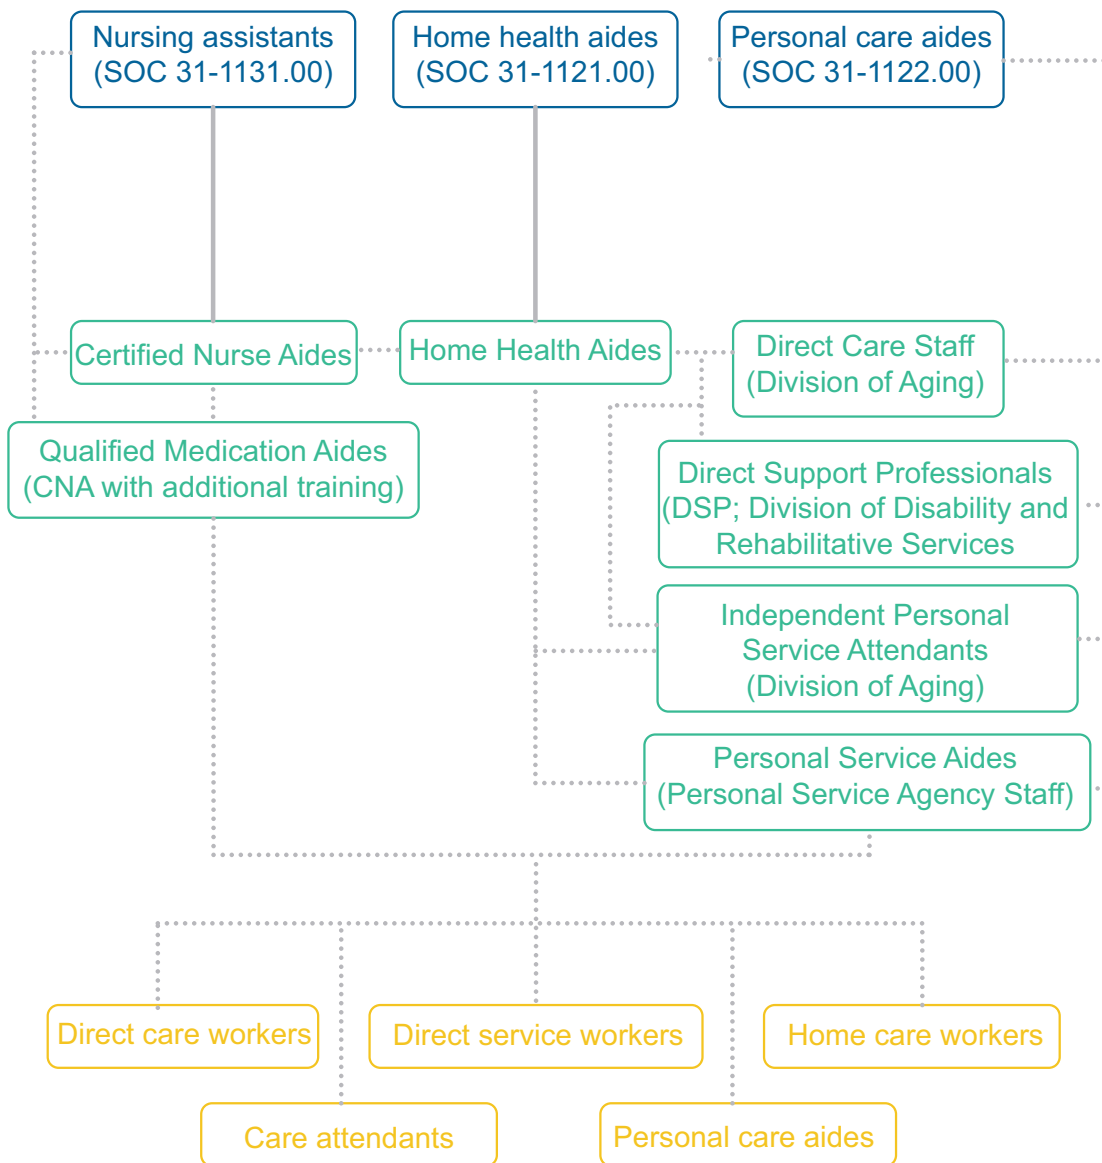 Nursing assistants
(SOC 31-1131.00)
Home health aides
(SOC 31-1121.00)
Personal care aides
(SOC 31-1122.00)
Certified Nurse Aides
Home Health Aides
Direct Care Staff
(Division of Aging)
Qualified Medication Aides
(CNA with additional training)
Direct Support Professionals
(DSP; Division of Disability and
Rehabilitative Services
Independent Personal
Service Attendants
(Division of Aging)
Personal Service Aides
(Personal Service Agency Staff)
Direct care workers
Direct service workers
Home care workers
Care attendants
Personal care aides